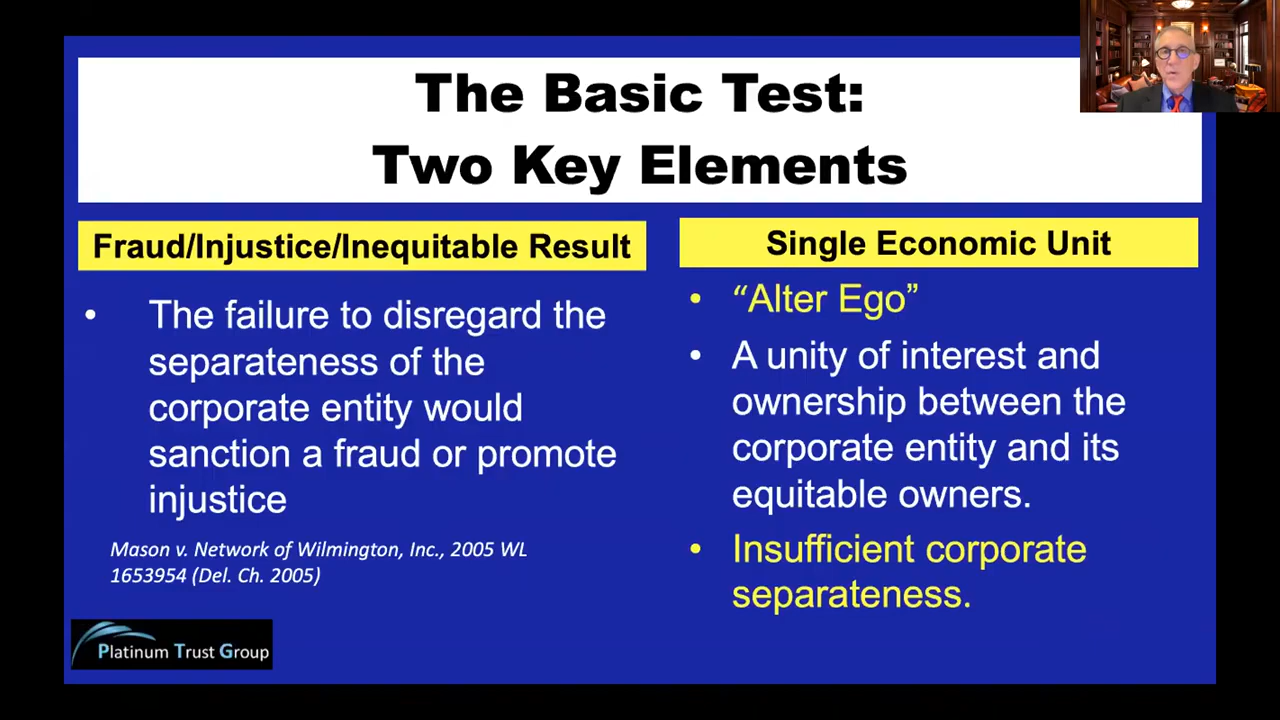 The Basic Test:
Two Key Elements
Fraud/Injustice/Inequitable Result
• The failure to disregard the
separateness of the
corporate entity would
sanction a fraud or promote
injustice
Mason v. Network of Wilmington, Inc., 2005 WL
1653954 (Del. Ch. 2005)
Single Economic Unit
• “Alter Ego”
• A unity of interest and
ownership between the
corporate entity and its
equitable owners.
• Insufficient corporate
separateness.
Platinum Trust Group